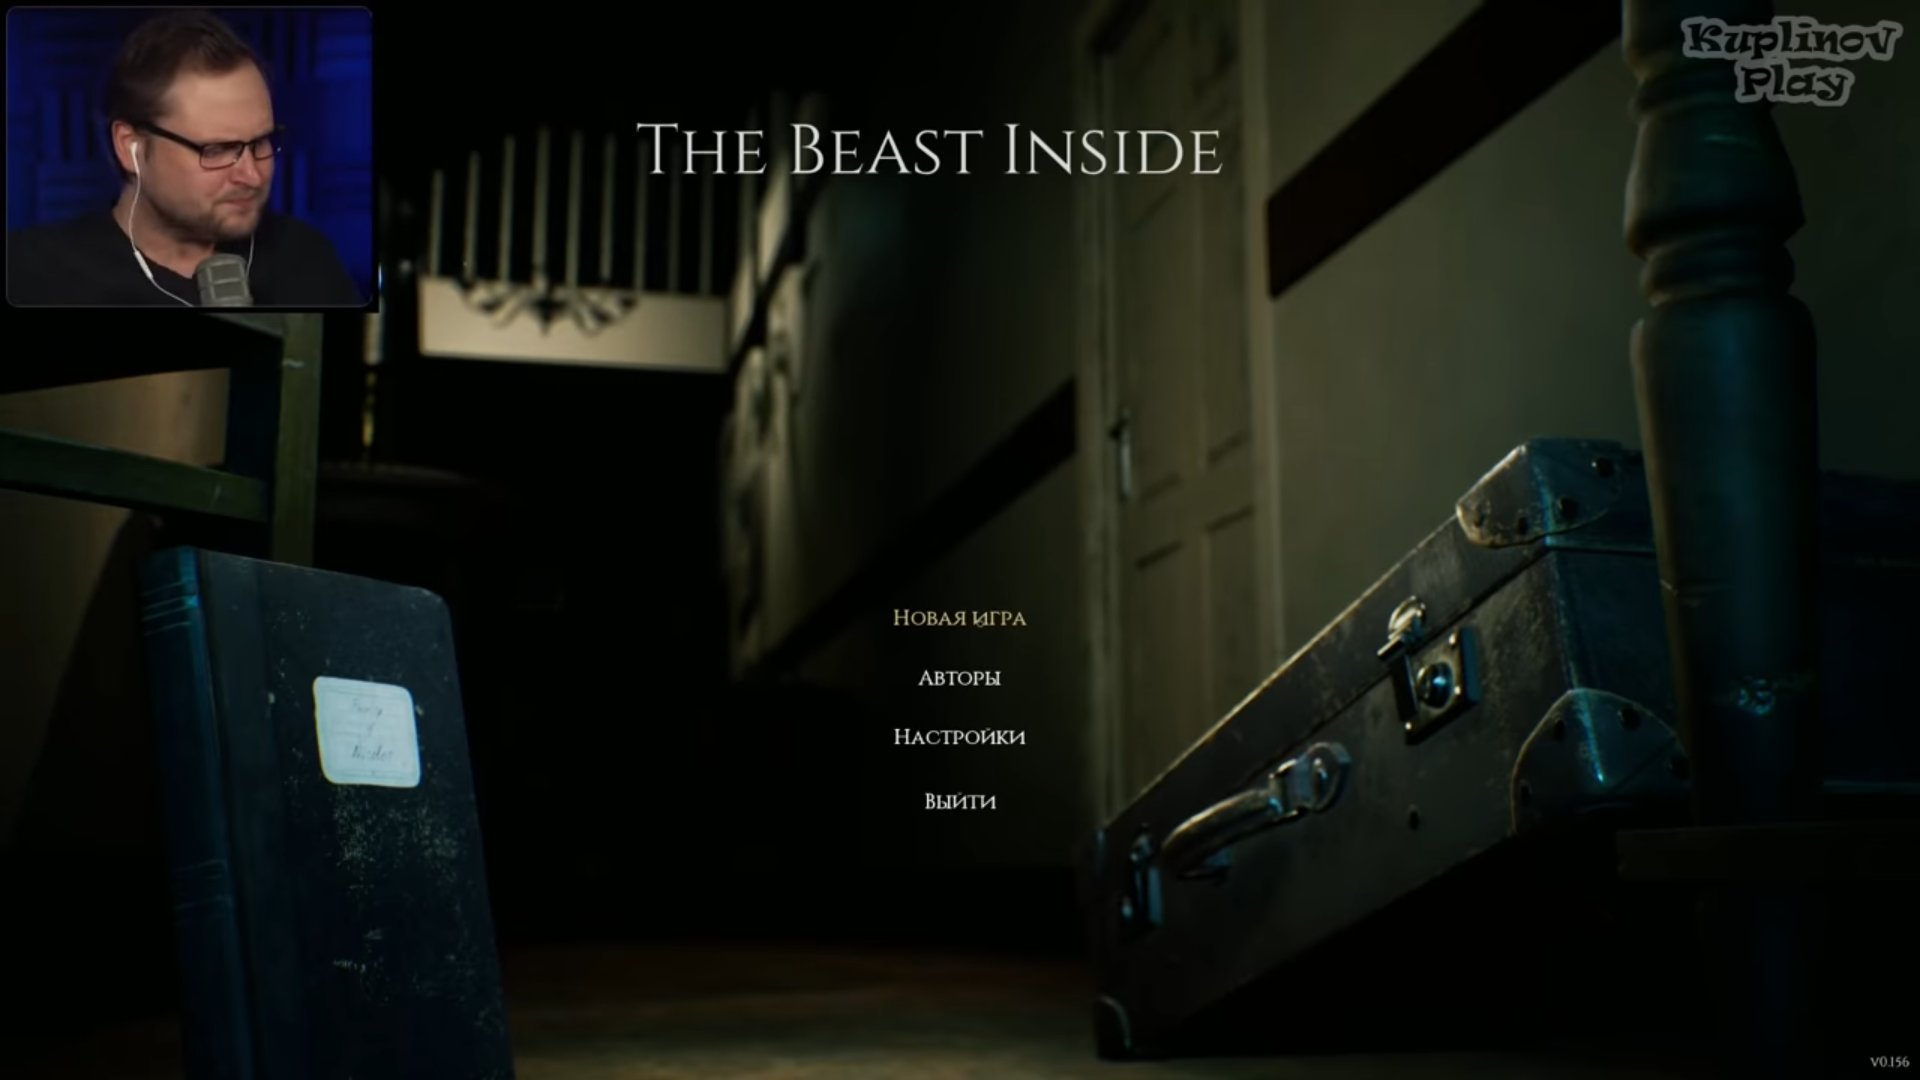 Kuplinov
Play
THE BEAST INSIDE
НОВАЯ ИГРА
АВТОРЫ
НАСТРОЙКИ
ВЫЙТИ
V0.156